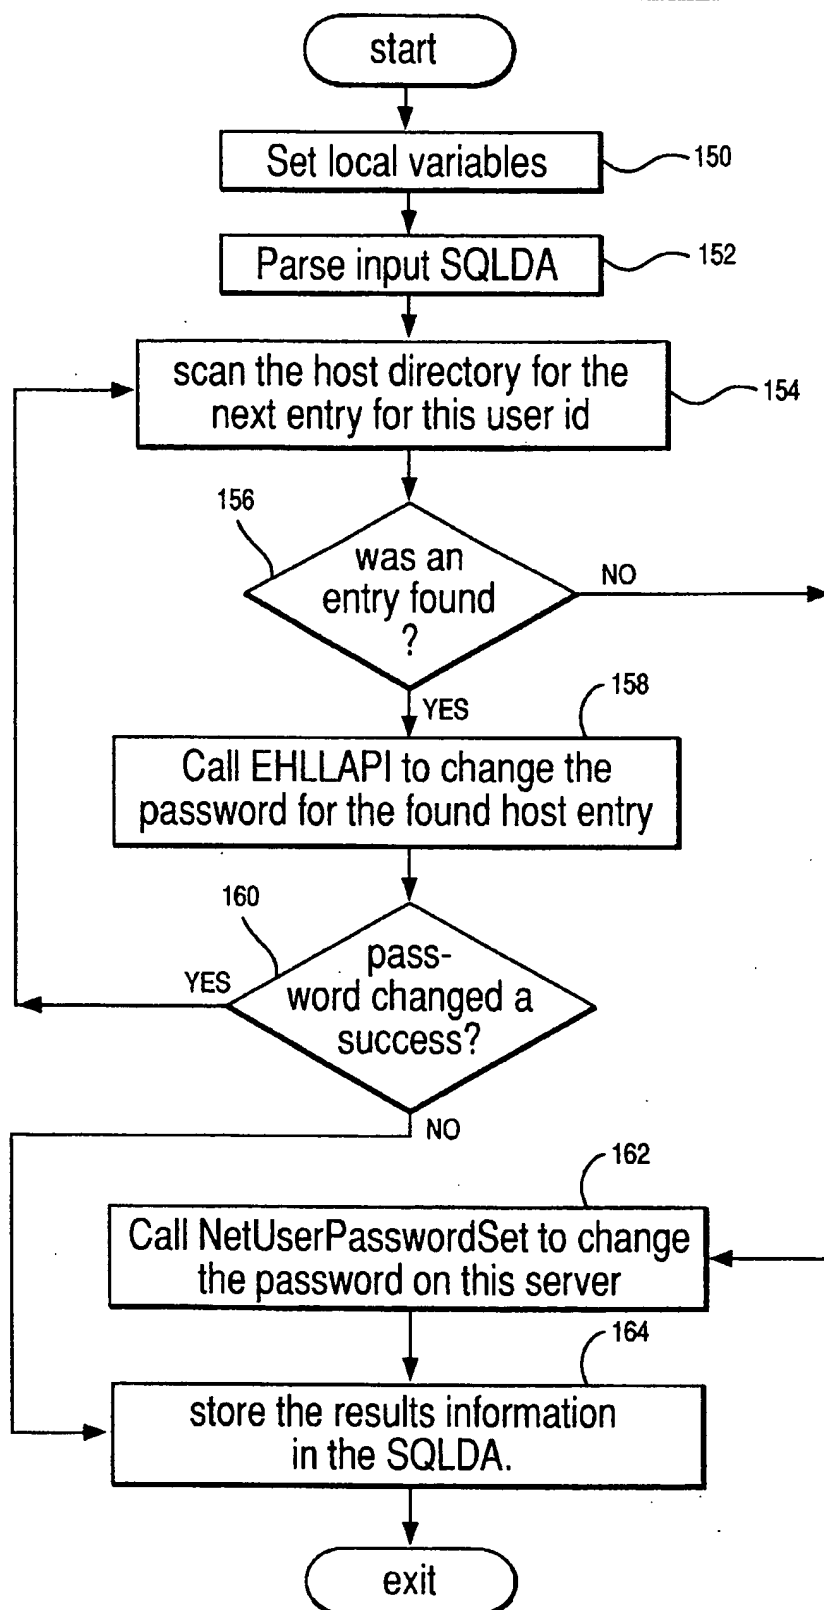 start
Set local variables
150
Parse input SQLDA
152
scan the host directory for the
next entry for this user id
154
156
was an
entry found
?
NO
YES
158
Call EHLLAPI to change the
password for the found host entry
160
pass-
word changed a
success?
YES
NO
162
Call NetUserPasswordSet to change
the password on this server
164
store the results information
in the SQLDA.
exit